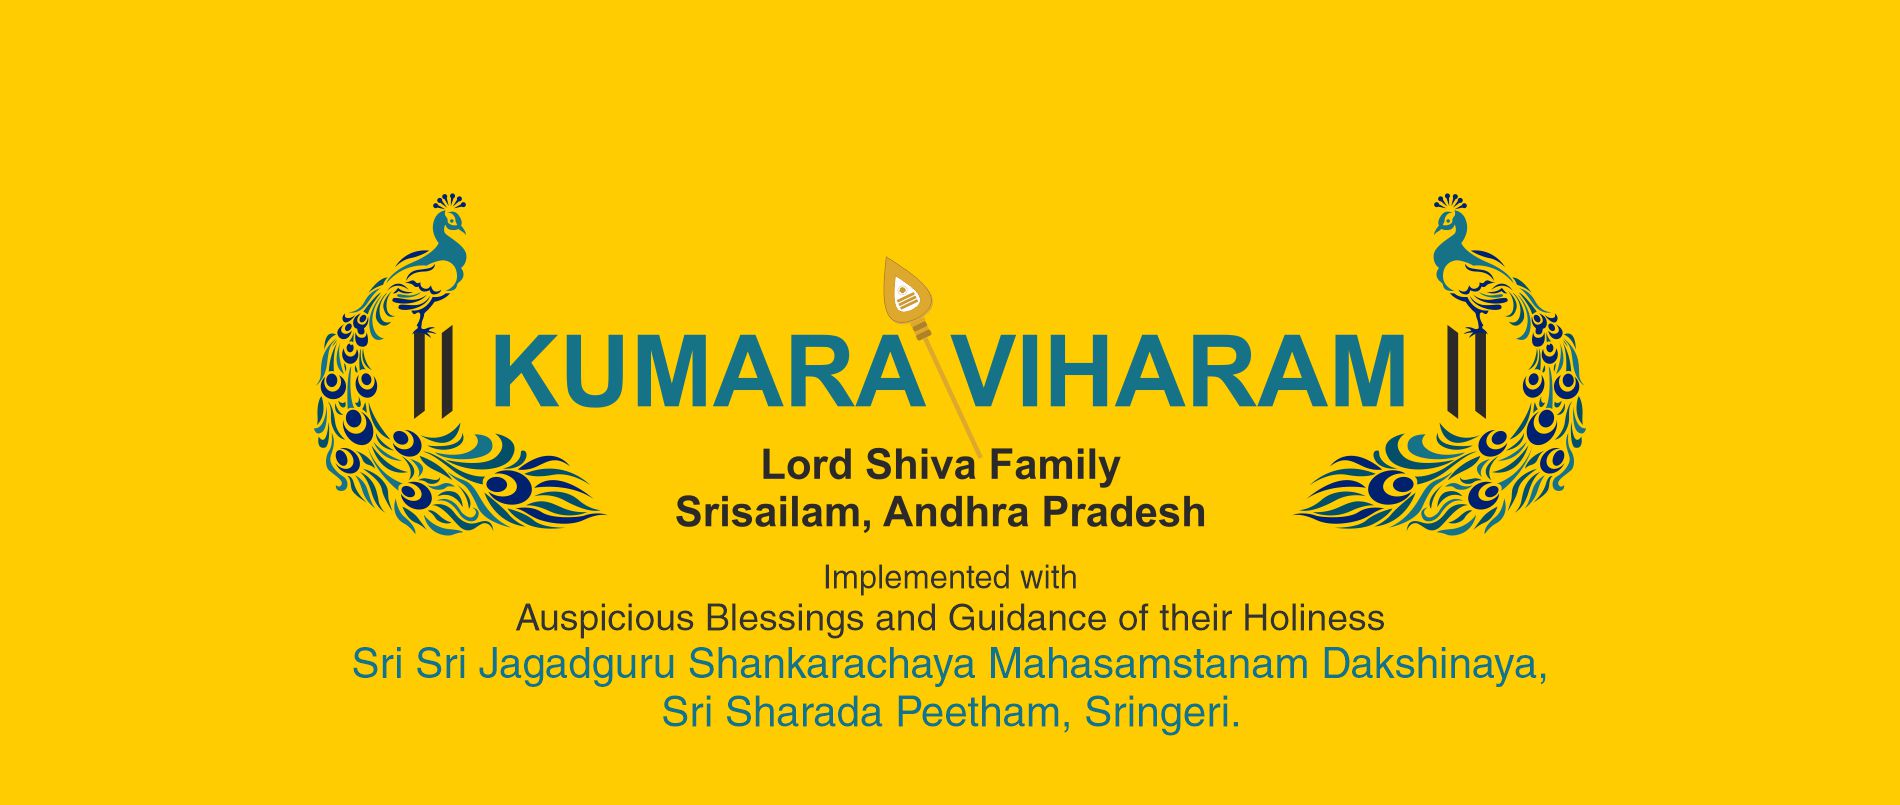 || KUMARA VIHARAM ||
Lord Shiva Family
Srisailam, Andhra Pradesh
Implemented with
Auspicious Blessings and Guidance of their Holiness
Sri Sri Jagadguru Shankarachaya Mahasamstanam Dakshinaya,
Sri Sharada Peetham, Sringeri.